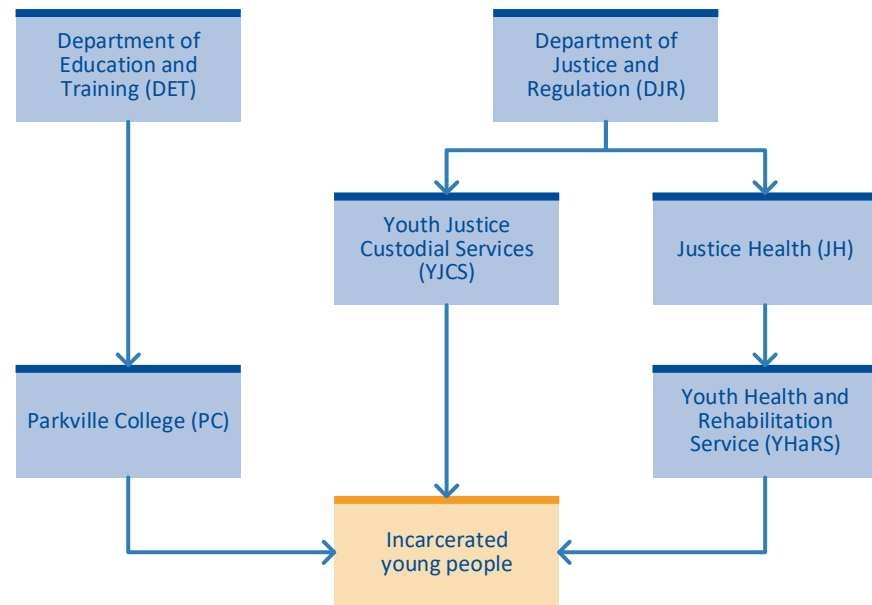 Department of
Education and
Training (DET)
Department of
Justice and
Regulation (DJR)
Youth Justice
Custodial Services
(YJCS)
Justice Health (JH)
Parkville College (PC)
Youth Health and
Rehabilitation
Service (YHaRS)
Incarcerated
young people